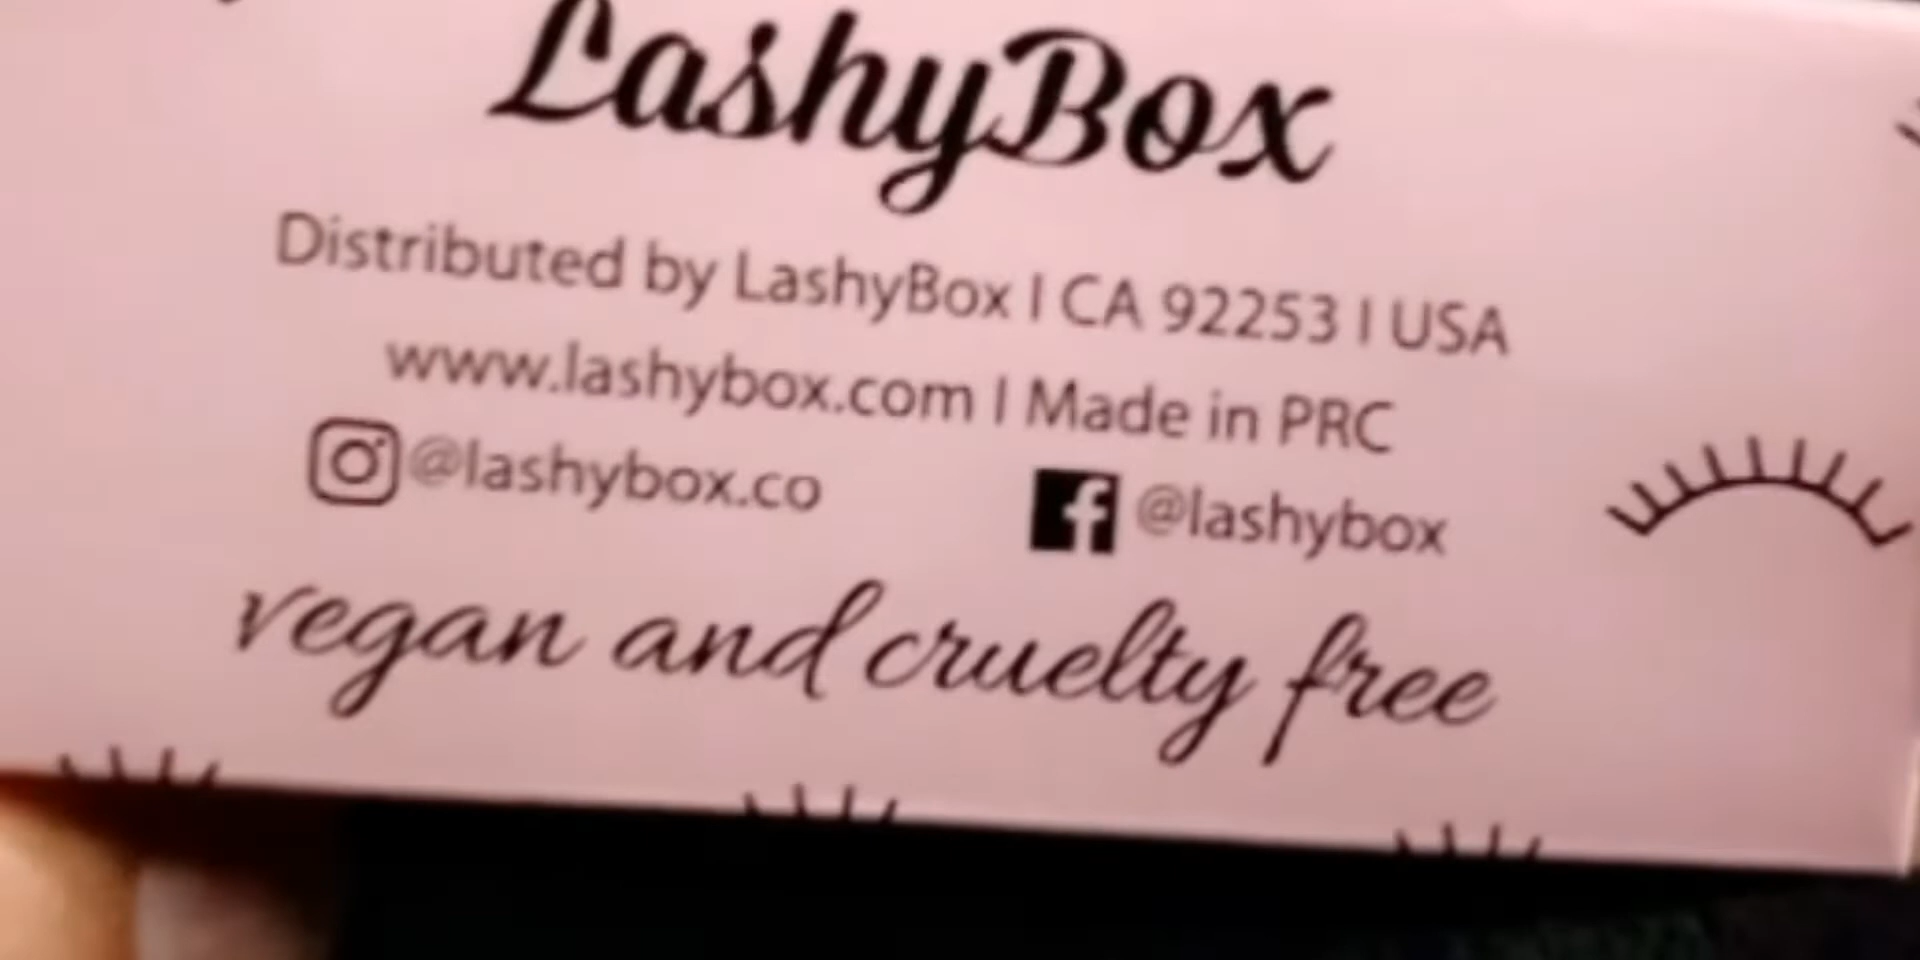 LashyBox
Distributed by LashyBox I CA 92253 I USA
www.lashybox.com I Made in PRC
@lashybox.co @lashybox
vegan and cruelty free